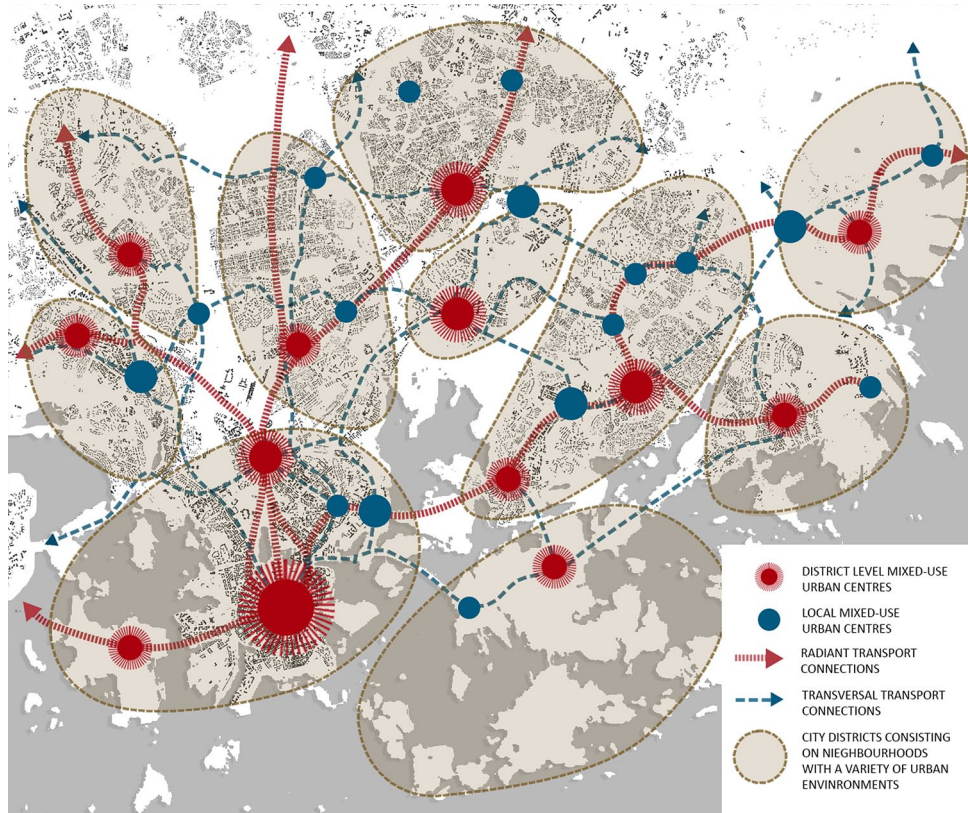 DISTRICT LEVEL MIXED-USE
URBAN CENTRES
LOCAL MIXED-USE
URBAN CENTRES
RADIANT TRANSPORT
CONNECTIONS
TRANSVERSAL TRANSPORT
CONNECTIONS
CITY DISTRICTS CONSISTING
ON NIEGHBOURHOODS
WITH A VARIETY OF URBAN
ENVINRONMENTS